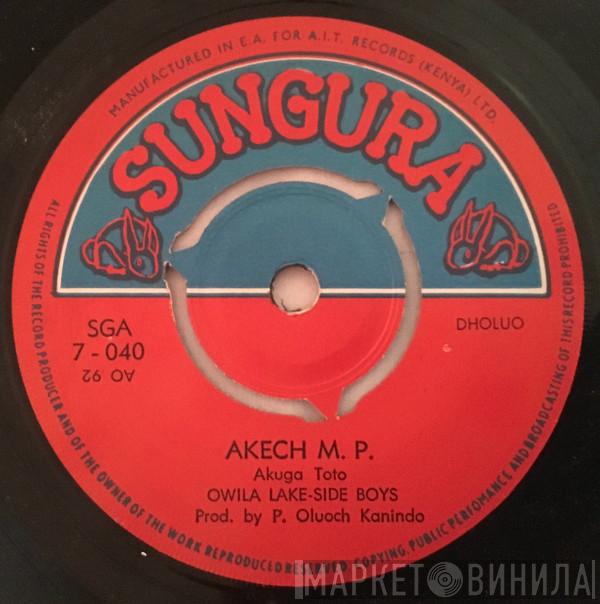 MANUFACTURED IN E.A. FOR A.I.T. RECORDS (KENYA) LTD.
SUNGURA
SGA
7 - 040
AO 92
DHOLUO
AKECH M. P.
Akuga Toto
OWILA LAKE-SIDE BOYS
Prod. by P. Oluoch Kanindo
ALL RIGHTS OF THE RECORD PRODUCER AND OF THE OWNER OF THE WORK REPRODUCED RESERVED. COPYING, PUBLIC PERFOMANCE AND BROADCASTING OF THIS RECORD PROHIBITED
МАРКЕТ ВИНИЛА